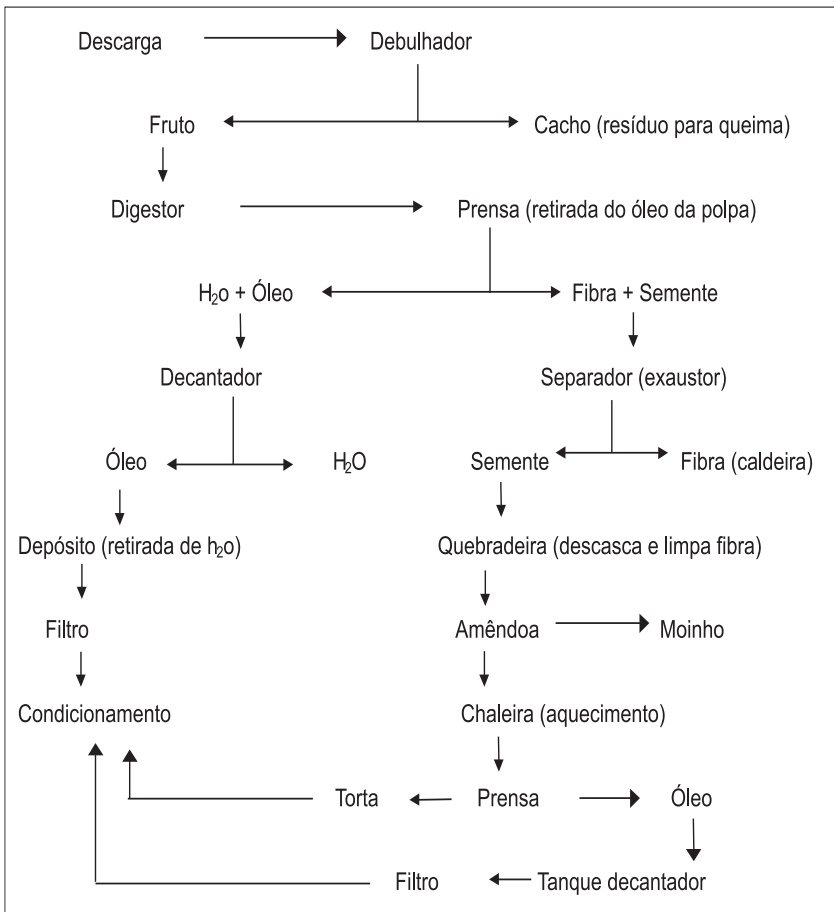 Descarga Debulhador
Fruto Cacho (resíduo para queima)
Digestor Prensa (retirada do óleo da polpa)
H₂o + Óleo Fibra + Semente
Decantador Separador (exaustor)
Óleo H₂O Semente Fibra (caldeira)
Depósito (retirada de h₂o) Quebradeira (descasca e limpa fibra)
Filtro Amêndoa Moinho
Condicionamento Chaleira (aquecimento)
Torta Prensa Óleo
Filtro Tanque decantador